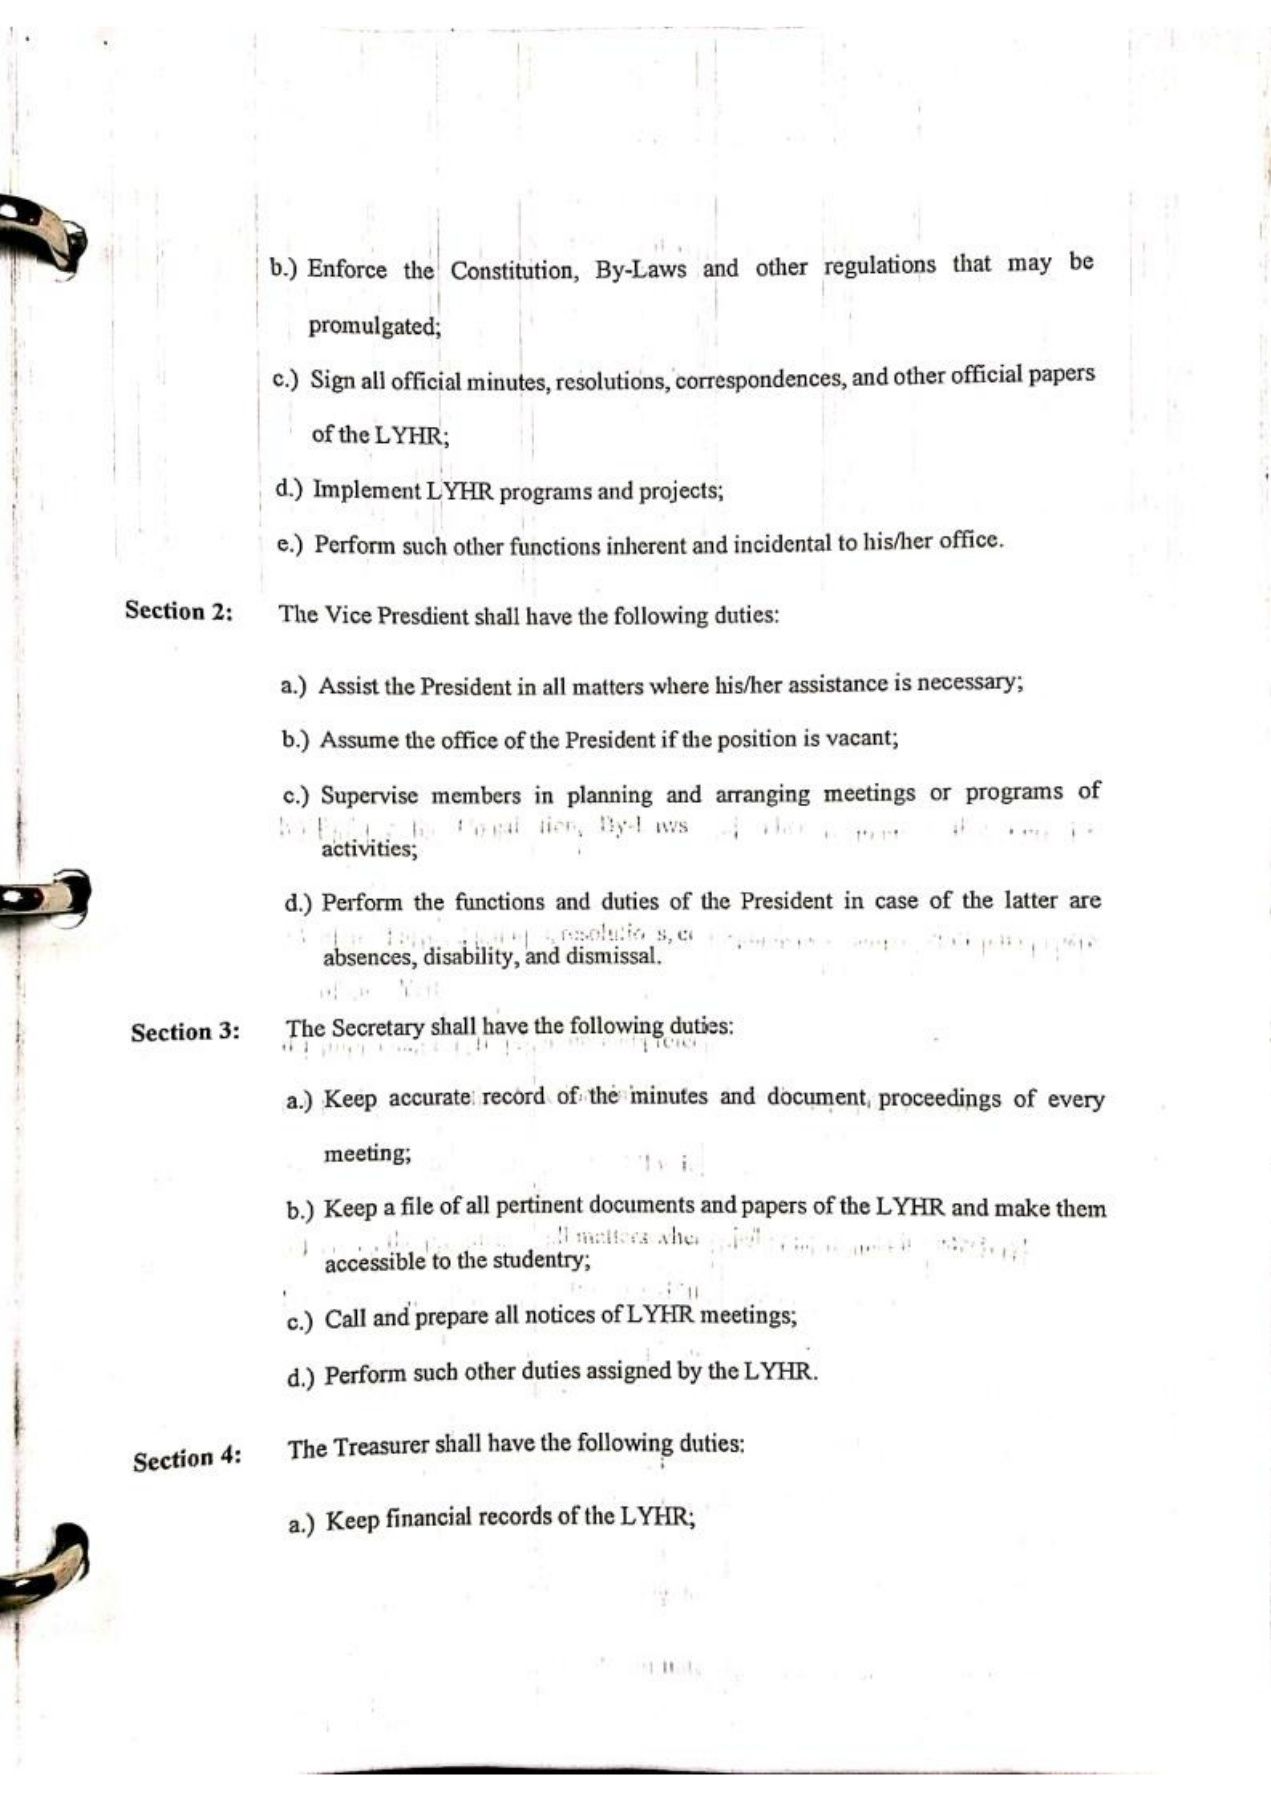 b.) Enforce the Constitution, By-Laws and other regulations that may be
promulgated;
c.) Sign all official minutes, resolutions, correspondences, and other official papers
of the LYHR;
d.) Implement LYHR programs and projects;
e.) Perform such other functions inherent and incidental to his/her office.
Section 2: The Vice Presdient shall have the following duties:
a.) Assist the President in all matters where his/her assistance is necessary;
b.) Assume the office of the President if the position is vacant;
c.) Supervise members in planning and arranging meetings or programs of
activities;
d.) Perform the functions and duties of the President in case of the latter are
absences, disability, and dismissal.
Section 3: The Secretary shall have the following duties:
a.) Keep accurate record of the minutes and document, proceedings of every
meeting;
b.) Keep a file of all pertinent documents and papers of the LYHR and make them
accessible to the studentry;
c.) Call and prepare all notices of LYHR meetings;
d.) Perform such other duties assigned by the LYHR.
Section 4: The Treasurer shall have the following duties:
a.) Keep financial records of the LYHR;